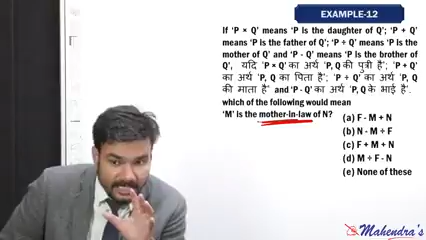 EXAMPLE-12
If 'P × Q' means 'P is the daughter of Q'; 'P + Q'
means 'P is the father of Q'; 'P ÷ Q' means 'P is the
mother of Q' and 'P - Q' means 'P is the brother of
Q', यदि 'P × Q' का अर्थ 'P, Q की पुत्री है'; 'P + Q'
का अर्थ 'P, Q का पिता है'; 'P ÷ Q' का अर्थ 'P, Q
की माता है' and 'P - Q' का अर्थ 'P, Q के भाई है'.
which of the following would mean
'M' is the mother-in-law of N?
(a) F - M + N
(b) N - M ÷ F
(c) F + M + N
(d) M ÷ F - N
(e) None of these
Mahendra's